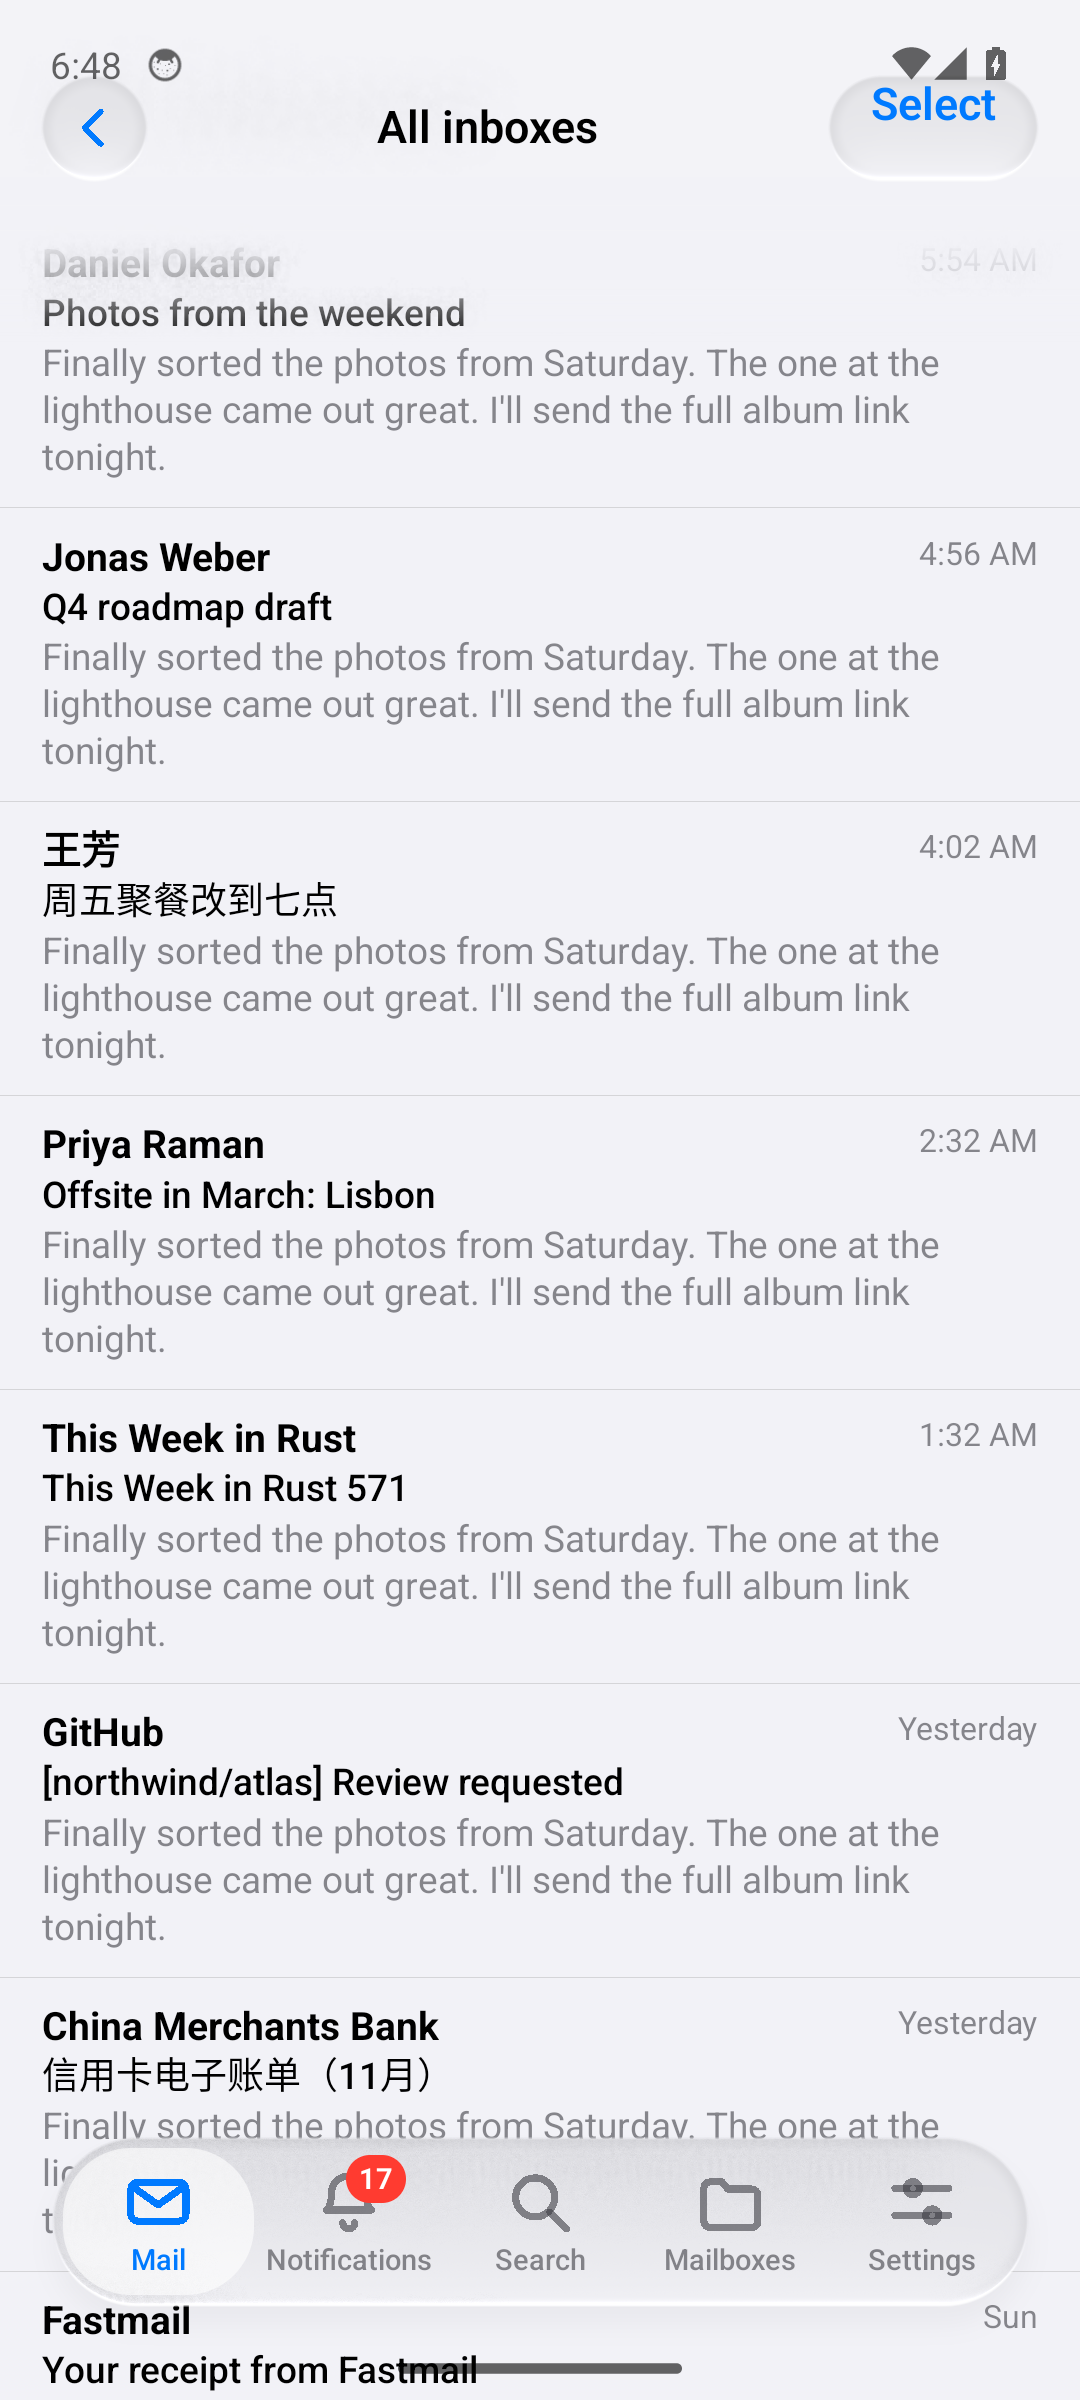 6:48
All inboxes
Select
Daniel Okafor
5:54 AM
Photos from the weekend
Finally sorted the photos from Saturday. The one at the
lighthouse came out great. I'll send the full album link
tonight.
Jonas Weber
4:56 AM
Q4 roadmap draft
Finally sorted the photos from Saturday. The one at the
lighthouse came out great. I'll send the full album link
tonight.
王芳
4:02 AM
周五聚餐改到七点
Finally sorted the photos from Saturday. The one at the
lighthouse came out great. I'll send the full album link
tonight.
Priya Raman
2:32 AM
Offsite in March: Lisbon
Finally sorted the photos from Saturday. The one at the
lighthouse came out great. I'll send the full album link
tonight.
This Week in Rust
1:32 AM
This Week in Rust 571
Finally sorted the photos from Saturday. The one at the
lighthouse came out great. I'll send the full album link
tonight.
GitHub
Yesterday
[northwind/atlas] Review requested
Finally sorted the photos from Saturday. The one at the
lighthouse came out great. I'll send the full album link
tonight.
China Merchants Bank
Yesterday
信用卡电子账单（11月）
Finally sorted the photos from Saturday. The one at the
17
Mail
Notifications
Search
Mailboxes
Settings
Fastmail
Sun
Your receipt from Fastmail